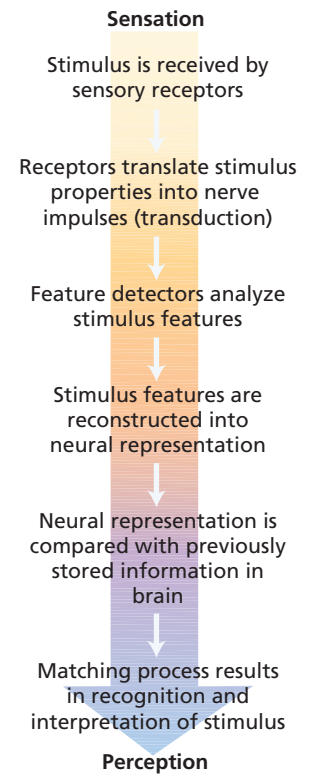 Sensation
Stimulus is received by
sensory receptors
Receptors translate stimulus
properties into nerve
impulses (transduction)
Feature detectors analyze
stimulus features
Stimulus features are
reconstructed into
neural representation
Neural representation is
compared with previously
stored information in
brain
Matching process results
in recognition and
interpretation of stimulus
Perception